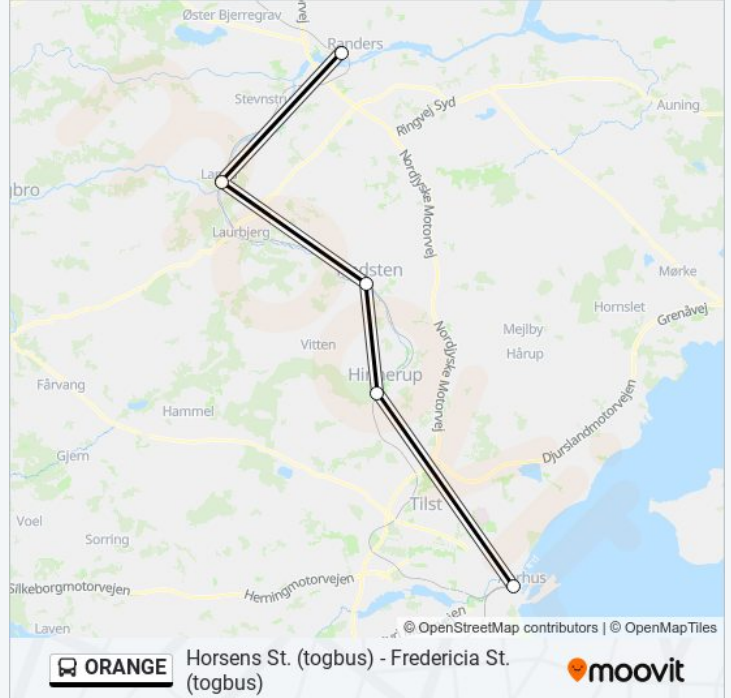 Øster Bjerregrav
Randers
Auning
Ringvej Syd
Nordjyske Motorvej
Laurbjerg
Mørke
Hornslet
Grenåvej
Nordjyske Motorvej
Mejlby
Vitten
Hårup
Fårvang
Hammel
Djurslandmotorvejen
Gjern
Tilst
Voel
Sorring
Silkeborgmotorvejen
Herningmotorvejen
Laven
© OpenStreetMap contributors | © OpenMapTiles
ORANGE
Horsens St. (togbus) - Fredericia St.
(togbus)
moovit